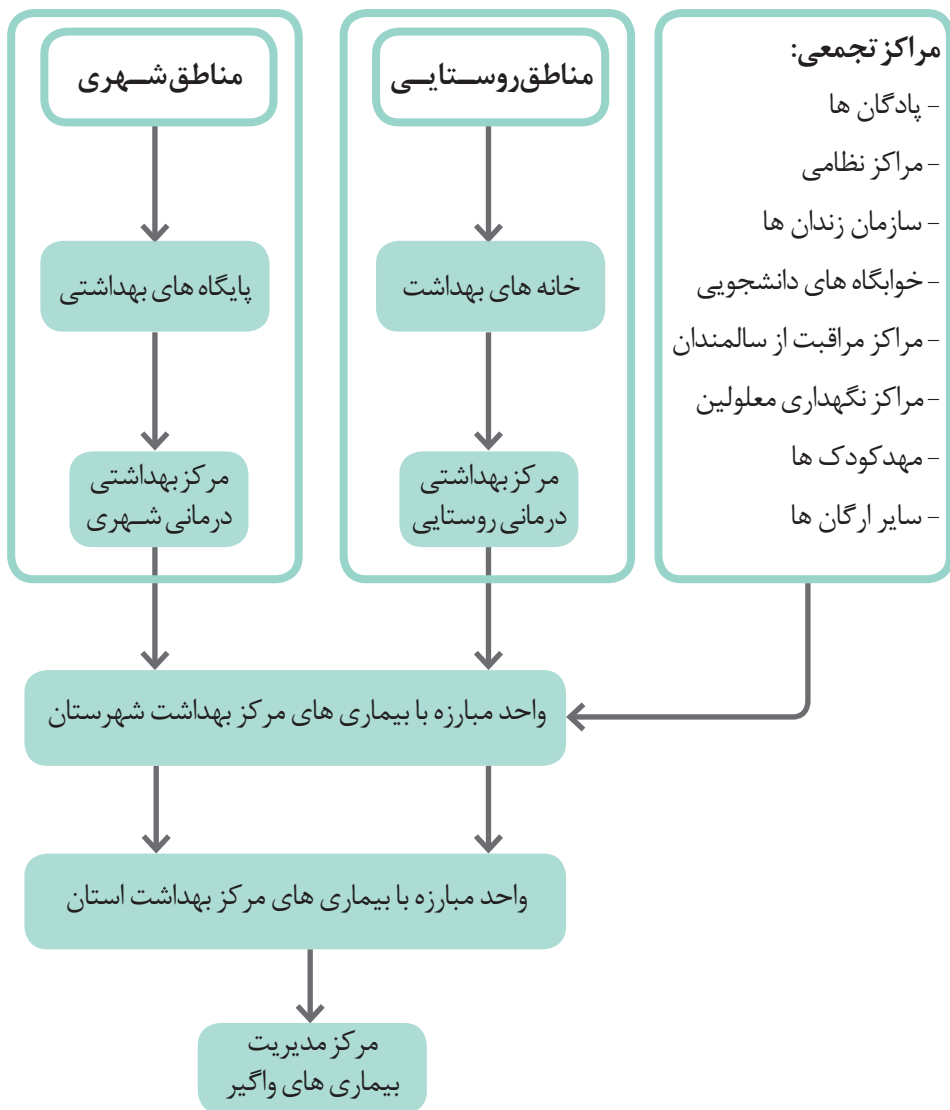 مراکز تجمعی:
- پادگان ها
- مراکز نظامی
- سازمان زندان ها
- خوابگاه های دانشجویی
- مراکز مراقبت از سالمندان
- مراکز نگهداری معلولین
- مهدکودک ها
- سایر ارگان ها
مناطق روســتایــی
خانه های بهداشت
مرکز بهداشتی
درمانی روستایی
مناطق شــهری
پایگاه های بهداشتی
مرکز بهداشتی
درمانی شــهری
واحد مبارزه با بیماری های مرکز بهداشت شهرستان
واحد مبارزه با بیماری های مرکز بهداشت استان
مرکز مدیریت
بیماری های واگیر